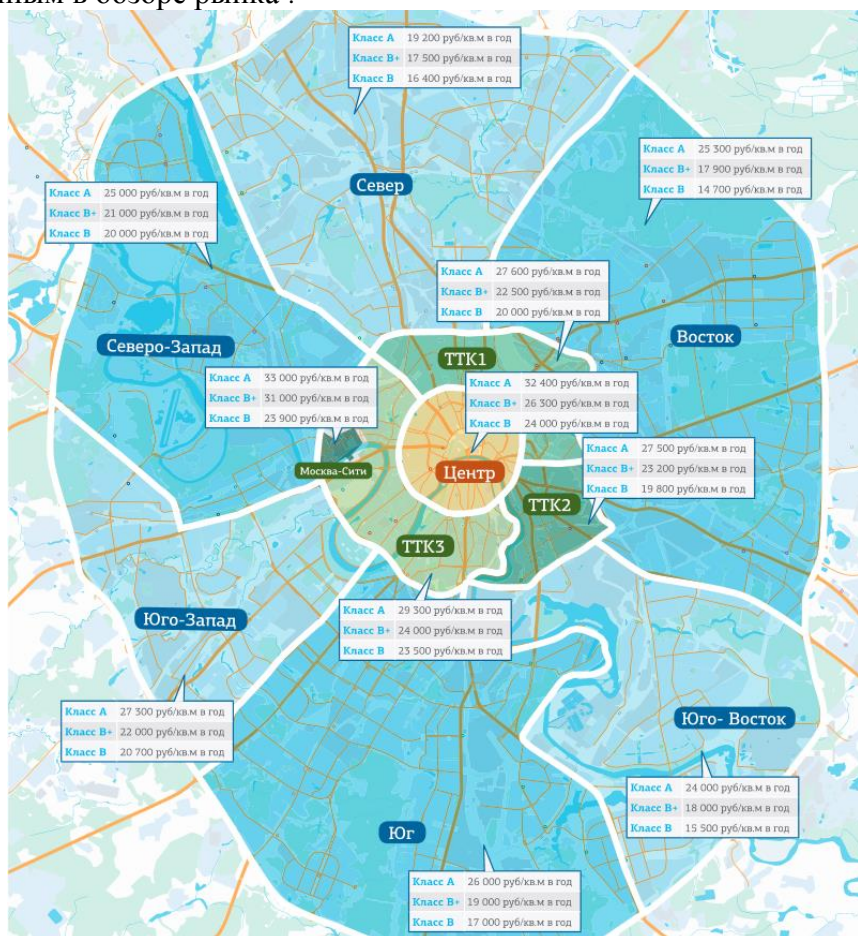 ным в обзоре рынка .
Класс A 19 200 руб/кв.м в год
Класс B+ 17 500 руб/кв.м в год
Класс B 16 400 руб/кв.м в год
Класс A 25 300 руб/кв.м в год
Класс B+ 17 900 руб/кв.м в год
Класс B 14 700 руб/кв.м в год
Север
Класс A 25 000 руб/кв.м в год
Класс B+ 21 000 руб/кв.м в год
Класс B 20 000 руб/кв.м в год
Класс A 27 600 руб/кв.м в год
Класс B+ 22 500 руб/кв.м в год
Класс B 20 000 руб/кв.м в год
Восток
Северо-Запад
ТТК1
Класс A 33 000 руб/кв.м в год
Класс B+ 31 000 руб/кв.м в год
Класс B 23 900 руб/кв.м в год
Класс A 32 400 руб/кв.м в год
Класс B+ 26 300 руб/кв.м в год
Класс B 24 000 руб/кв.м в год
Москва-Сити
Центр
Класс A 27 500 руб/кв.м в год
Класс B+ 23 200 руб/кв.м в год
Класс B 19 800 руб/кв.м в год
ТТК2
ТТК3
Класс A 29 300 руб/кв.м в год
Класс B+ 24 000 руб/кв.м в год
Класс B 23 500 руб/кв.м в год
Юго-Запад
Класс A 27 300 руб/кв.м в год
Класс B+ 22 000 руб/кв.м в год
Класс B 20 700 руб/кв.м в год
Юго- Восток
Класс A 24 000 руб/кв.м в год
Класс B+ 18 000 руб/кв.м в год
Класс B 15 500 руб/кв.м в год
Юг
Класс A 26 000 руб/кв.м в год
Класс B+ 19 000 руб/кв.м в год
Класс B 17 000 руб/кв.м в год